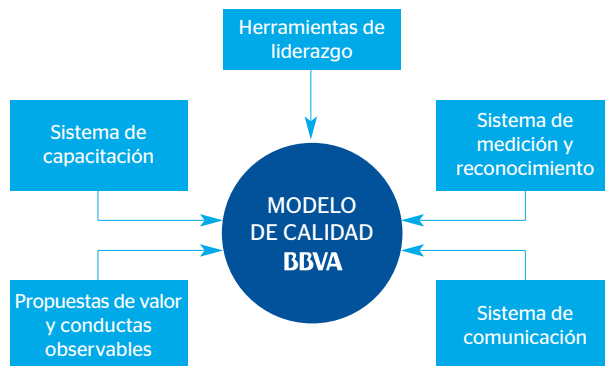 Herramientas de
liderazgo
Sistema de
capacitación
Sistema de
medición y
reconocimiento
MODELO
DE CALIDAD
BBVA
Propuestas de valor
y conductas
observables
Sistema de
comunicación